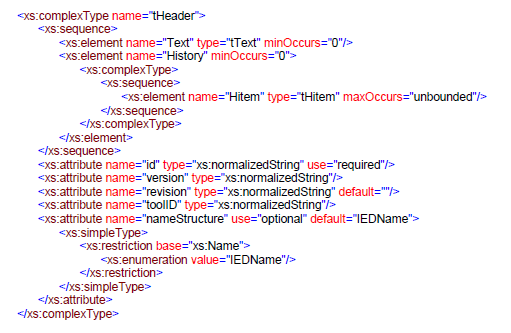 <xs:complexType name="tHeader">
<xs:sequence>
<xs:element name="Text" type="tText" minOccurs="0"/>
<xs:element name="History" minOccurs="0">
<xs:complexType>
<xs:sequence>
<xs:element name="Hitem" type="tHitem" maxOccurs="unbounded"/>
</xs:sequence>
</xs:complexType>
</xs:element>
</xs:sequence>
<xs:attribute name="id" type="xs:normalizedString" use="required"/>
<xs:attribute name="version" type="xs:normalizedString"/>
<xs:attribute name="revision" type="xs:normalizedString" default=""/>
<xs:attribute name="toolID" type="xs:normalizedString"/>
<xs:attribute name="nameStructure" use="optional" default="IEDName">
<xs:simpleType>
<xs:restriction base="xs:Name">
<xs:enumeration value="IEDName"/>
</xs:restriction>
</xs:simpleType>
</xs:attribute>
</xs:complexType>